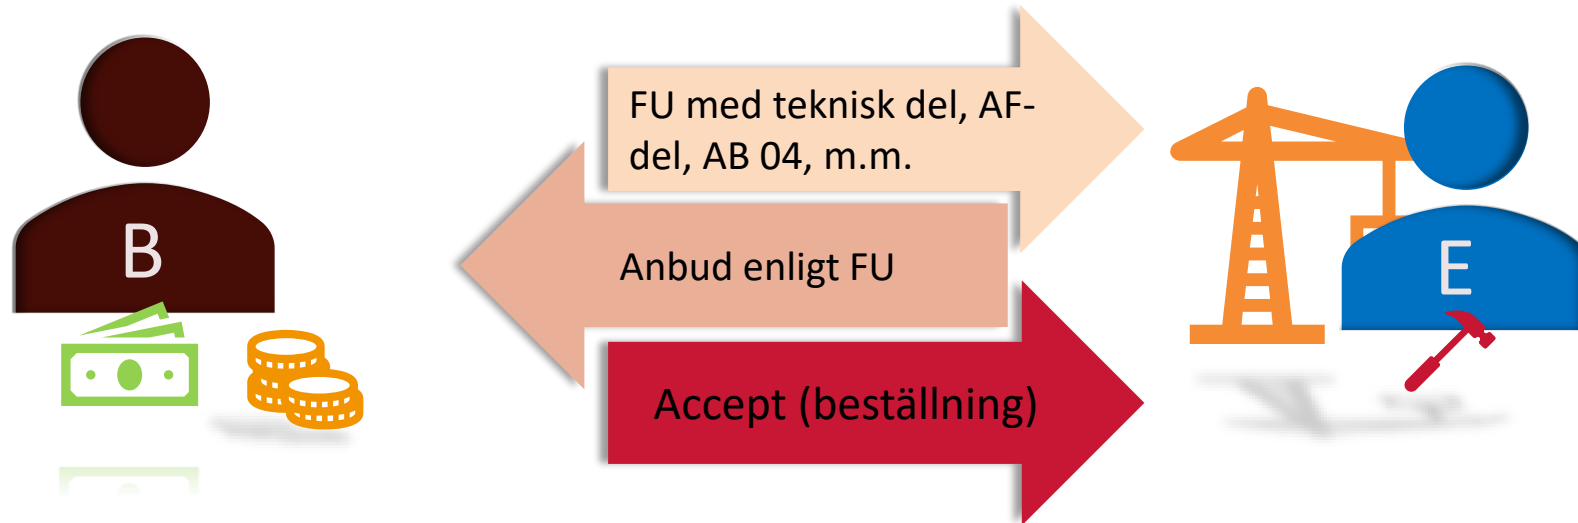 FU med teknisk del, AF-
del, AB 04, m.m.
B
Anbud enligt FU
E
Accept (beställning)